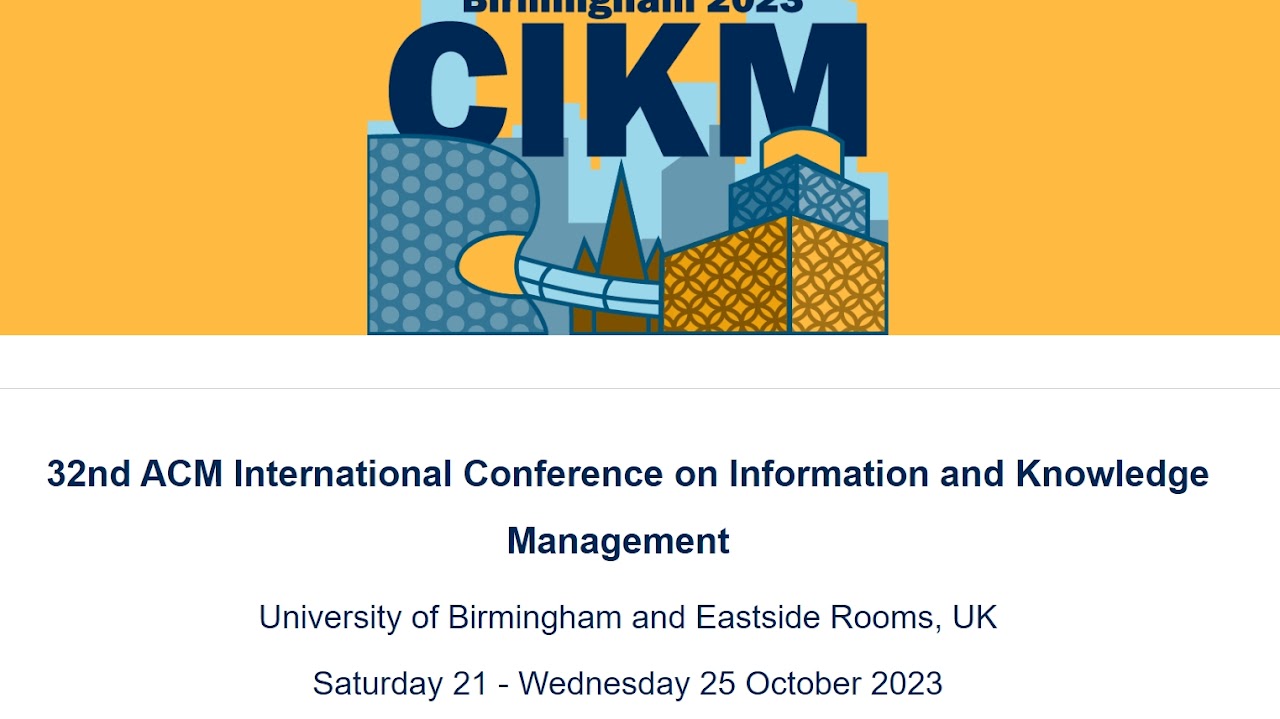 Birmingham 2023
CIKM
32nd ACM International Conference on Information and Knowledge
Management
University of Birmingham and Eastside Rooms, UK
Saturday 21 - Wednesday 25 October 2023